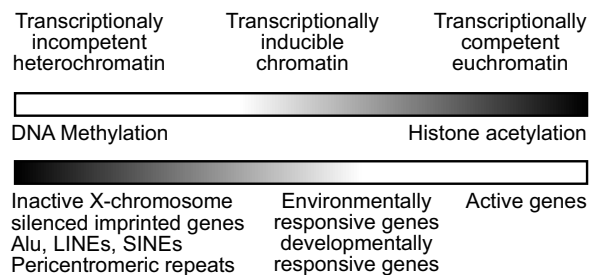 Transcriptionaly
incompetent
heterochromatin
Transcriptionally
inducible
chromatin
Transcriptionally
competent
euchromatin
DNA Methylation
Histone acetylation
Inactive X-chromosome
silenced imprinted genes
Alu, LINEs, SINEs
Pericentromeric repeats
Environmentally
responsive genes
developmentally
responsive genes
Active genes